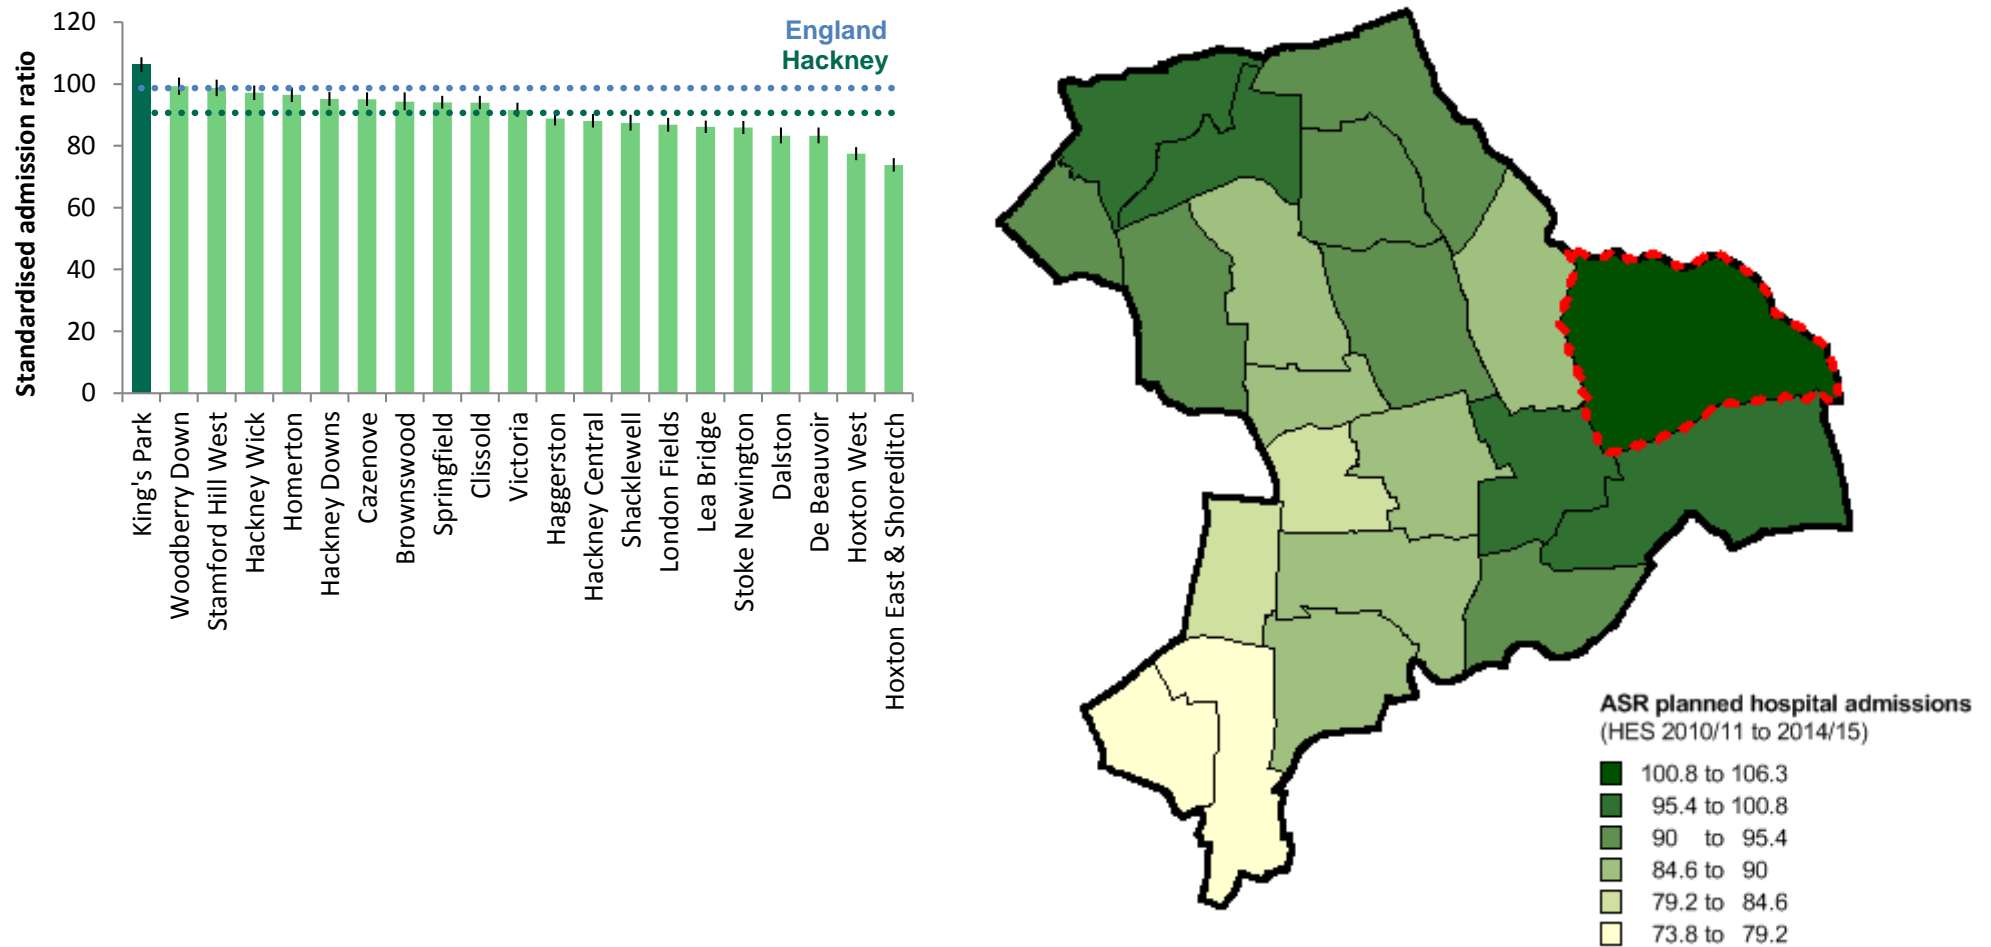 120
100
80
60
40
20
0
Standardised admission ratio
England
Hackney
King's Park
Woodberry Down
Stamford Hill West
Hackney Wick
Homerton
Hackney Downs
Cazenove
Brownswood
Springfield
Clissold
Victoria
Haggerston
Hackney Central
Shacklewell
London Fields
Lea Bridge
Stoke Newington
Dalston
De Beauvoir
Hoxton West
Hoxton East & Shoreditch
ASR planned hospital admissions
(HES 2010/11 to 2014/15)
100.8 to 106.3
95.4 to 100.8
90 to 95.4
84.6 to 90
79.2 to 84.6
73.8 to 79.2